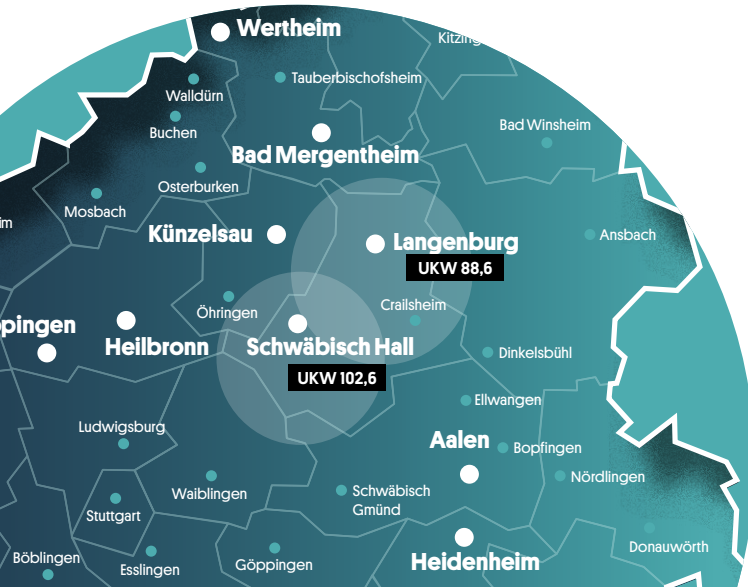 Wertheim
Kitzing
Tauberbischofsheim
Walldürn
Buchen
Bad Winsheim
Bad Mergentheim
Osterburken
Mosbach
im
Künzelsau
Langenburg
Ansbach
UKW 88,6
Öhringen
Crailsheim
pingen
Heilbronn
Schwäbisch Hall
Dinkelsbühl
UKW 102,6
Ellwangen
Ludwigsburg
Aalen
Bopfingen
Nördlingen
Waiblingen
Schwäbisch
Gmünd
Stuttgart
Donauwörth
Böblingen
Esslingen
Göppingen
Heidenheim